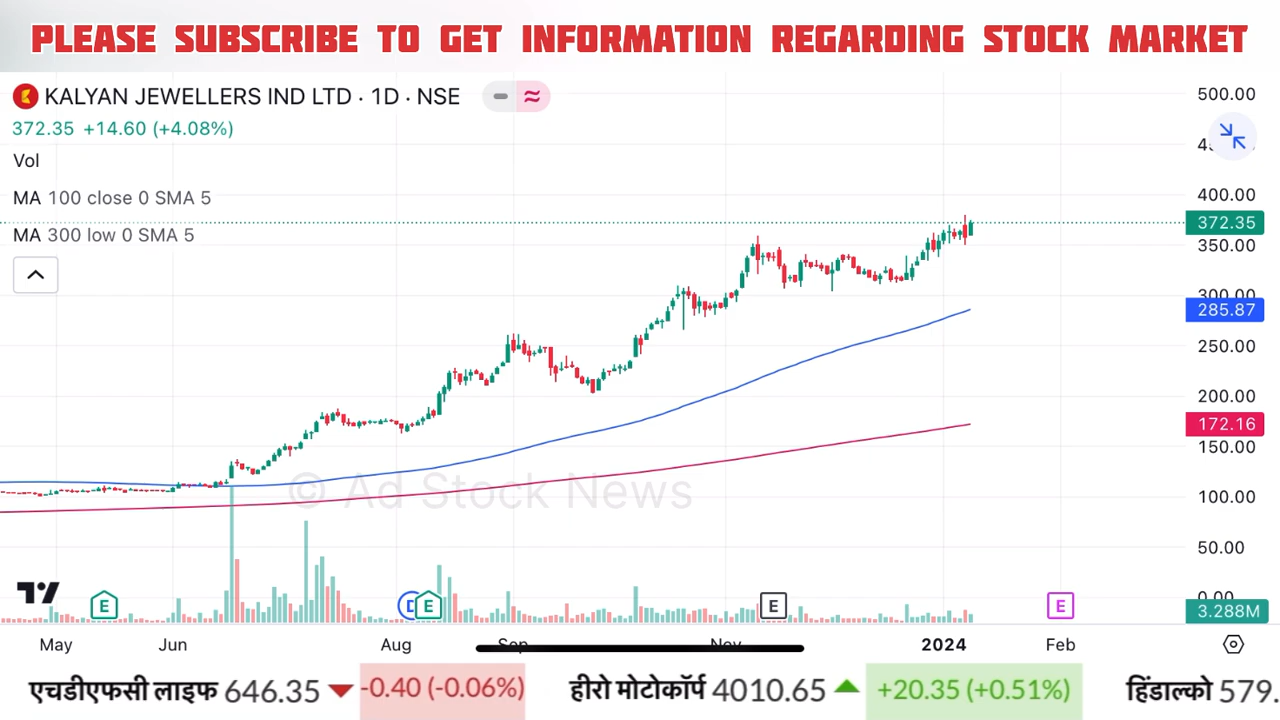 PLEASE SUBSCRIBE TO GET INFORMATION REGARDING STOCK MARKET
KALYAN JEWELLERS IND LTD · 1D · NSE
372.35 +14.60 (+4.08%)
Vol
MA 100 close 0 SMA 5
MA 300 low 0 SMA 5
500.00
400.00
372.35
350.00
300.00
285.87
250.00
200.00
172.16
150.00
100.00
50.00
0.00
3.288M
© Ad Stock News
E
D
E
E
E
May Jun Aug Sep Nov 2024 Feb
एचडीएफसी लाइफ 646.35 ▼ -0.40 (-0.06%) हीरो मोटोकॉर्प 4010.65 ▲ +20.35 (+0.51%) हिंडाल्को 579.